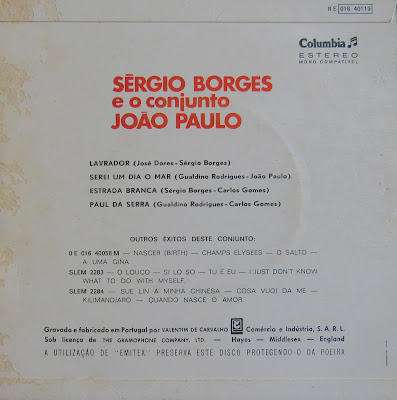 8 E 016 40119
Columbia
ESTEREO
MONO COMPATÍVEL
SÉRGIO BORGES
e o conjunto
JOÃO PAULO
LAVRADOR (José Dores - Sérgio Borges)
SEREI UM DIA O MAR (Gualdino Rodrigues - João Paulo)
ESTRADA BRANCA (Sérgio Borges - Carlos Gomes)
PAUL DA SERRA (Gualdino Rodrigues - Carlos Gomes)
OUTROS ÊXITOS DESTE CONJUNTO:
8 E 016 40058 M — NASCER (BIRTH) — CHAMPS ELYSEES — O SALTO —
— A UMA GINA.
SLEM 2283 — O LOUCO — SI LO SO — TU E EU — I JUST DON'T KNOW
WHAT TO DO WITH MYSELF.
SLEM 2284 — SUE LIN A MINHA CHINESA — COSA VUOI DA ME —
KILIMANDJARO — QUANDO NASCE O AMOR.
Gravado e fabricado em Portugal por VALENTIM DE CARVALHO Comércio e Indústria, S. A. R. L.
Sob licença de THE GRAMOPHONE COMPANY, LTD. — Hayes — Middlesex — England
A UTILIZAÇÃO DE "EMITEX" PRESERVA ESTE DISCO PROTEGENDO-O DA POEIRA